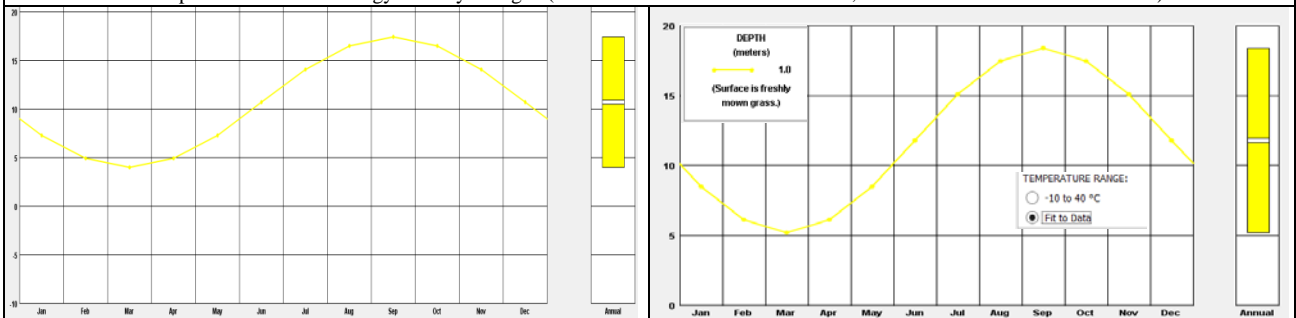 20
15
10
5
0
-5
-10
Jan Feb Mar Apr May Jun Jul Aug Sep Oct Nov Dec Annual
20
15
10
5
0
DEPTH
(meters)
1.0
(Surface is freshly
mown grass.)
TEMPERATURE RANGE:
-10 to 40 °C
Fit to Data
Jan Feb Mar Apr May Jun Jul Aug Sep Oct Nov Dec Annual